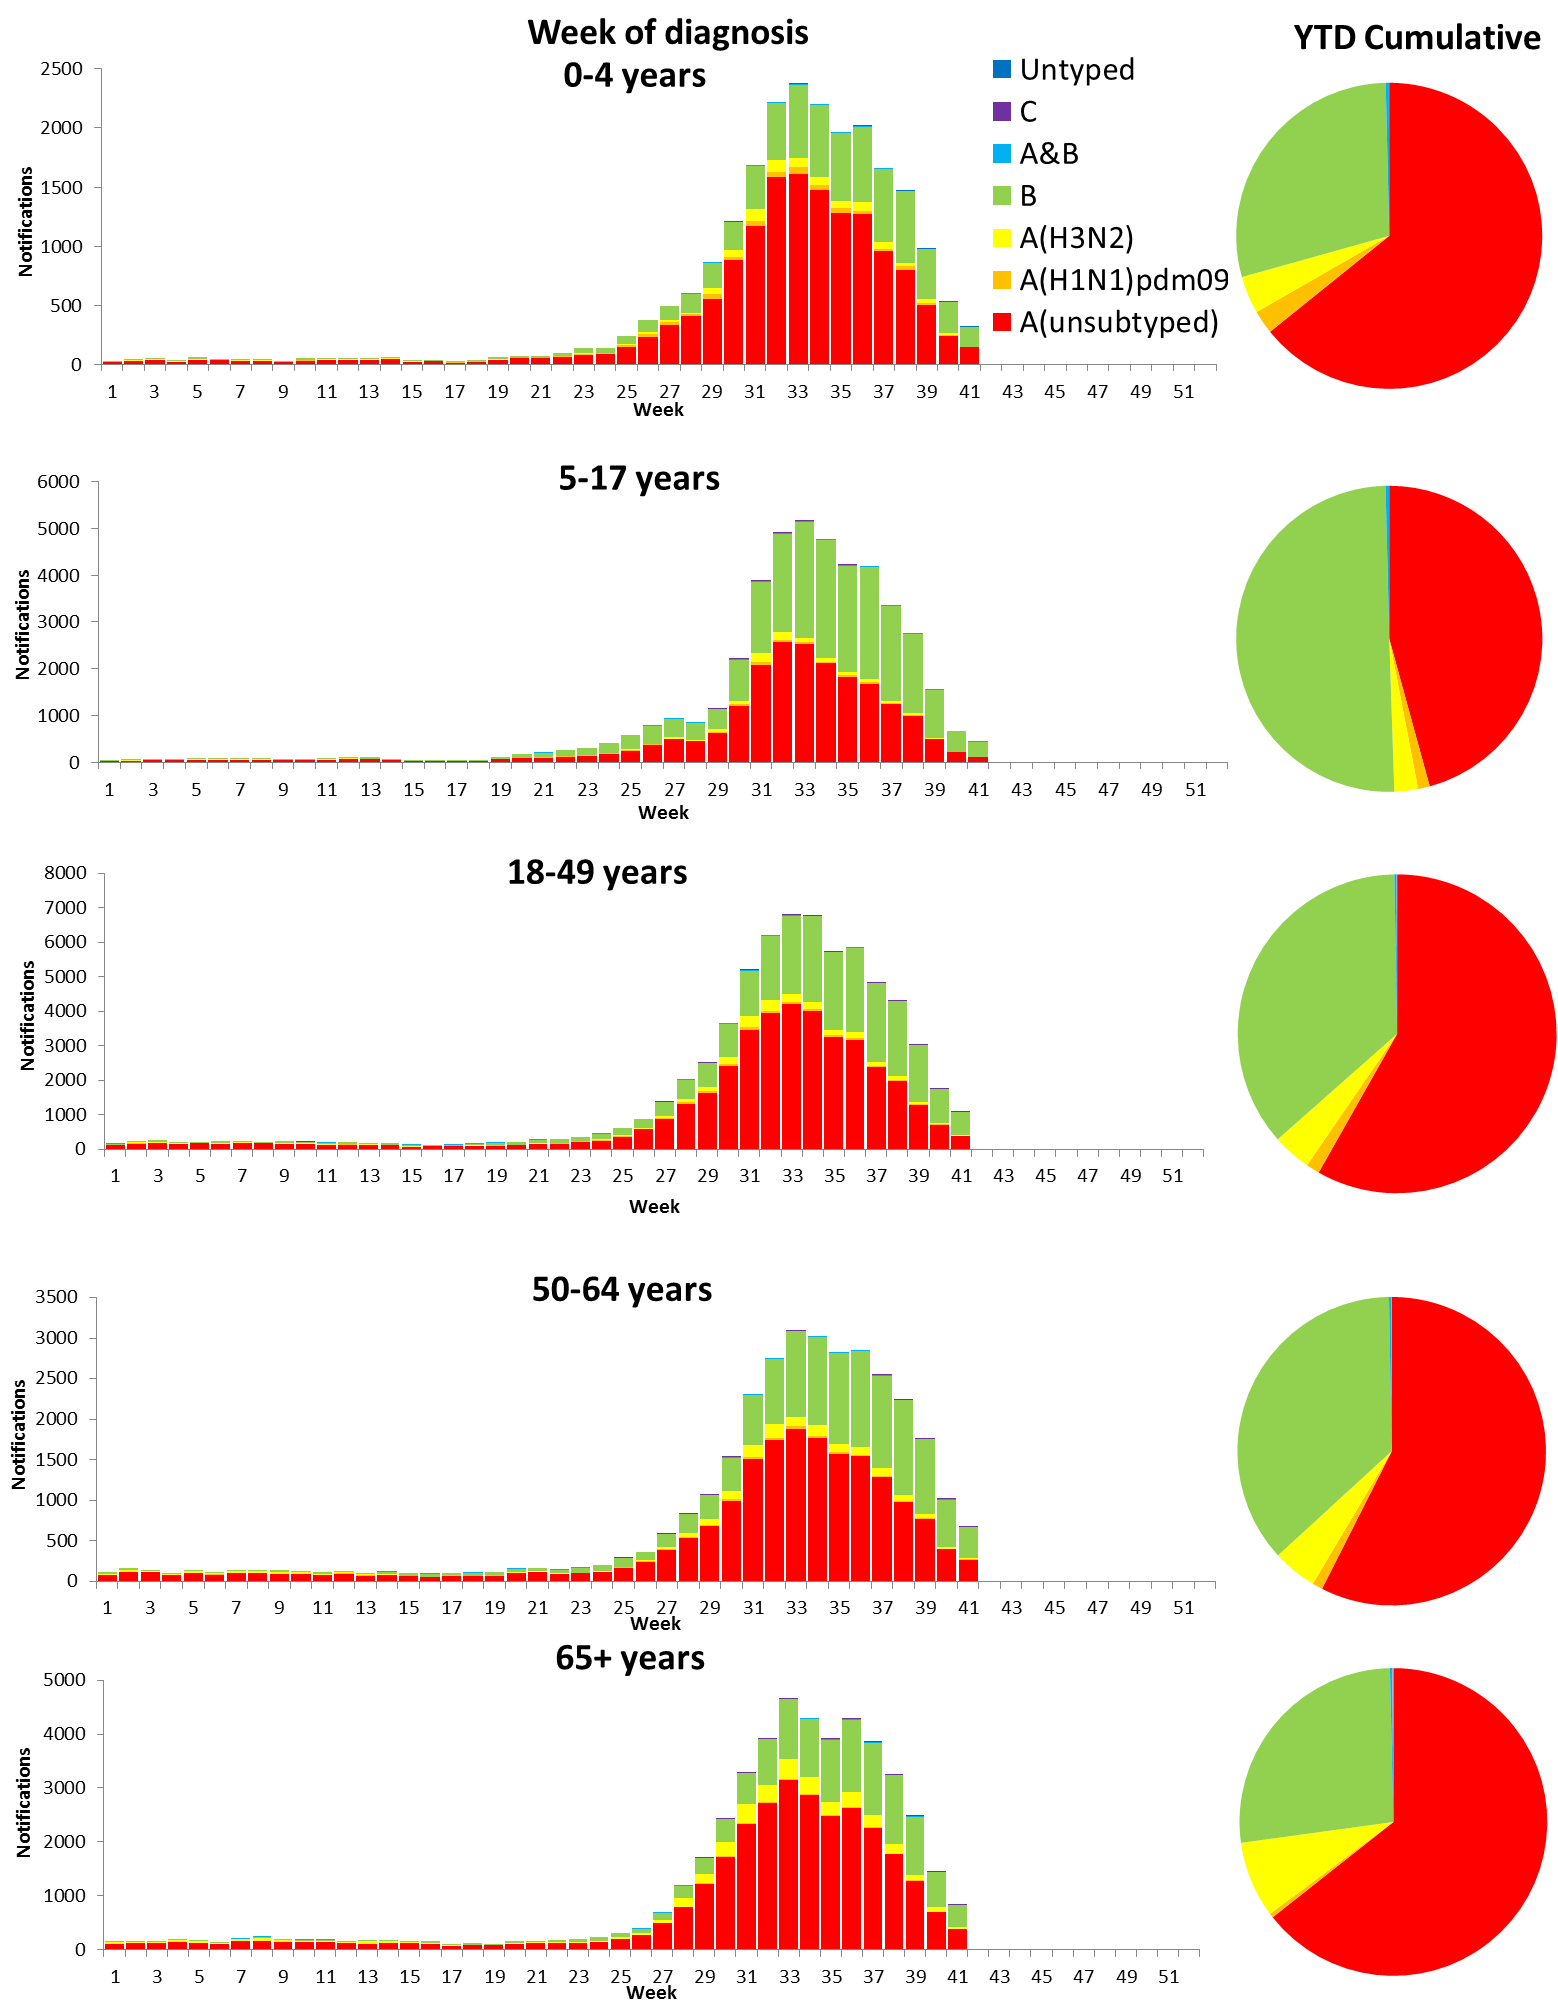 Week of diagnosis
YTD Cumulative
0-4 years
Untyped
C
A&B
B
A(H3N2)
A(H1N1)pdm09
A(unsubtyped)
Notifications
2500
2000
1500
1000
500
0
1 3 5 7 9 11 13 15 17 19 21 23 25 27 29 31 33 35 37 39 41 43 45 47 49 51
Week
5-17 years
Notifications
6000
5000
4000
3000
2000
1000
0
1 3 5 7 9 11 13 15 17 19 21 23 25 27 29 31 33 35 37 39 41 43 45 47 49 51
Week
18-49 years
Notifications
8000
7000
6000
5000
4000
3000
2000
1000
0
1 3 5 7 9 11 13 15 17 19 21 23 25 27 29 31 33 35 37 39 41 43 45 47 49 51
Week
50-64 years
Notifications
3500
3000
2500
2000
1500
1000
500
0
1 3 5 7 9 11 13 15 17 19 21 23 25 27 29 31 33 35 37 39 41 43 45 47 49 51
Week
65+ years
Notifications
5000
4000
3000
2000
1000
0
1 3 5 7 9 11 13 15 17 19 21 23 25 27 29 31 33 35 37 39 41 43 45 47 49 51
Week